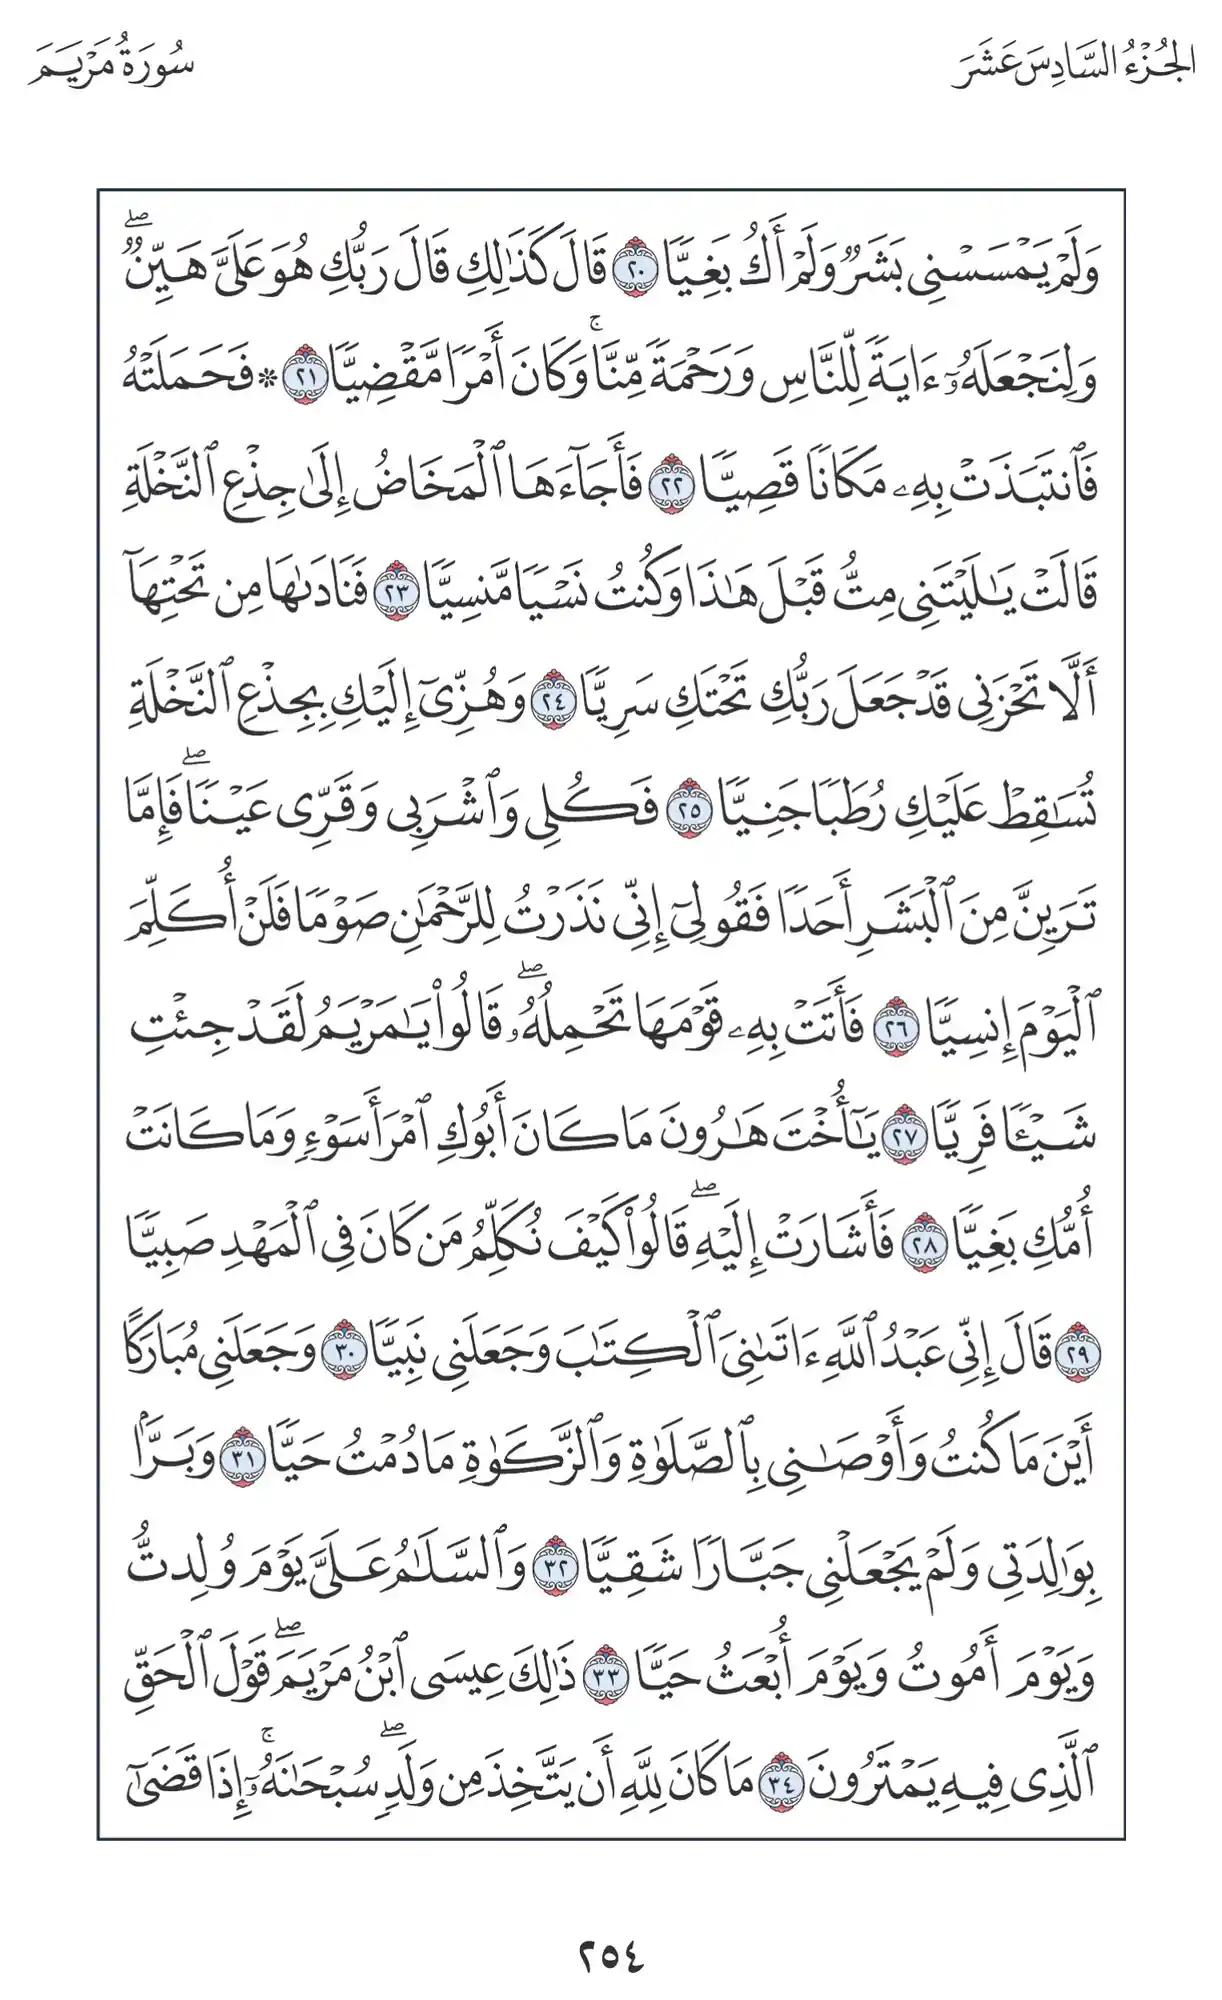 الجُزْءُ السَّادِسَ عَشَرَ
سُورَةُ مَرْيَمَ
وَلَمْ يَمْسَسْنِى بَشَرٌ وَلَمْ أَكُ بَغِيًّا ٢٠ قَالَ كَذَٰلِكِ قَالَ رَبُّكِ هُوَ عَلَىَّ هَيِّنٌۖ
وَلِنَجْعَلَهُۥٓ ءَايَةً لِّلنَّاسِ وَرَحْمَةً مِّنَّاۚ وَكَانَ أَمْرًا مَّقْضِيًّا ٢١ * فَحَمَلَتْهُ
فَٱنتَبَذَتْ بِهِۦ مَكَانًا قَصِيًّا ٢٢ فَأَجَآءَهَا ٱلْمَخَاضُ إِلَىٰ جِذْعِ ٱلنَّخْلَةِ
قَالَتْ يَٰلَيْتَنِى مِتُّ قَبْلَ هَٰذَا وَكُنتُ نَسْيًا مَّنسِيًّا ٢٣ فَنَادَىٰهَا مِن تَحْتِهَآ
أَلَّا تَحْزَنِى قَدْ جَعَلَ رَبُّكِ تَحْتَكِ سَرِيًّا ٢٤ وَهُزِّىٓ إِلَيْكِ بِجِذْعِ ٱلنَّخْلَةِ
تُسَٰقِطْ عَلَيْكِ رُطَبًا جَنِيًّا ٢٥ فَكُلِى وَٱشْرَبِى وَقَرِّى عَيْنًاۖ فَإِمَّا
تَرَيِنَّ مِنَ ٱلْبَشَرِ أَحَدًا فَقُولِىٓ إِنِّى نَذَرْتُ لِلرَّحْمَٰنِ صَوْمًا فَلَنْ أُكَلِّمَ
ٱلْيَوْمَ إِنسِيًّا ٢٦ فَأَتَتْ بِهِۦ قَوْمَهَا تَحْمِلُهُۥۖ قَالُوا۟ يَٰمَرْيَمُ لَقَدْ جِئْتِ
شَيْـًٔا فَرِيًّا ٢٧ يَٰٓأُخْتَ هَٰرُونَ مَا كَانَ أَبُوكِ ٱمْرَأَ سَوْءٍ وَمَا كَانَتْ
أُمُّكِ بَغِيًّا ٢٨ فَأَشَارَتْ إِلَيْهِۖ قَالُوا۟ كَيْفَ نُكَلِّمُ مَن كَانَ فِى ٱلْمَهْدِ صَبِيًّا
٢٩ قَالَ إِنِّى عَبْدُ ٱللَّهِ ءَاتَىٰنِىَ ٱلْكِتَٰبَ وَجَعَلَنِى نَبِيًّا ٣٠ وَجَعَلَنِى مُبَارَكًا
أَيْنَ مَا كُنتُ وَأَوْصَٰنِى بِٱلصَّلَوٰةِ وَٱلزَّكَوٰةِ مَا دُمْتُ حَيًّا ٣١ وَبَرًّۢا
بِوَٰلِدَتِى وَلَمْ يَجْعَلْنِى جَبَّارًا شَقِيًّا ٣٢ وَٱلسَّلَٰمُ عَلَىَّ يَوْمَ وُلِدتُّ
وَيَوْمَ أَمُوتُ وَيَوْمَ أُبْعَثُ حَيًّا ٣٣ ذَٰلِكَ عِيسَى ٱبْنُ مَرْيَمَۖ قَوْلَ ٱلْحَقِّ
ٱلَّذِى فِيهِ يَمْتَرُونَ ٣٤ مَا كَانَ لِلَّهِ أَن يَتَّخِذَ مِن وَلَدٍۖ سُبْحَٰنَهُۥٓۚ إِذَا قَضَىٰٓ
٢٥٤